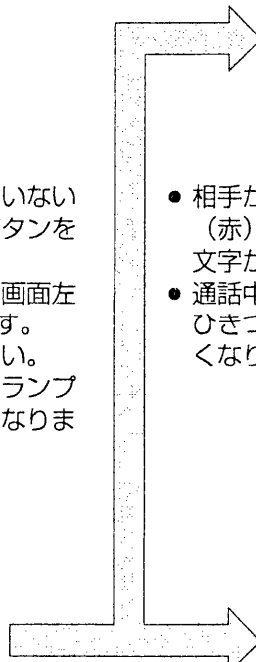 いない
タンを
画面左
す。
い。
ランプ
なりま
● 相手か
（赤）
文字か
● 通話中
ひきつ
くなり